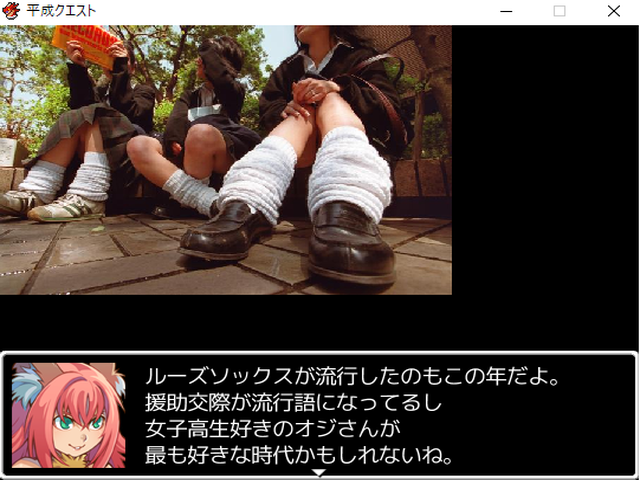 平成クエスト
RECORDS
ルーズソックスが流行したのもこの年だよ。
援助交際が流行語になってるし
女子高生好きのオジさんが
最も好きな時代かもしれないね。